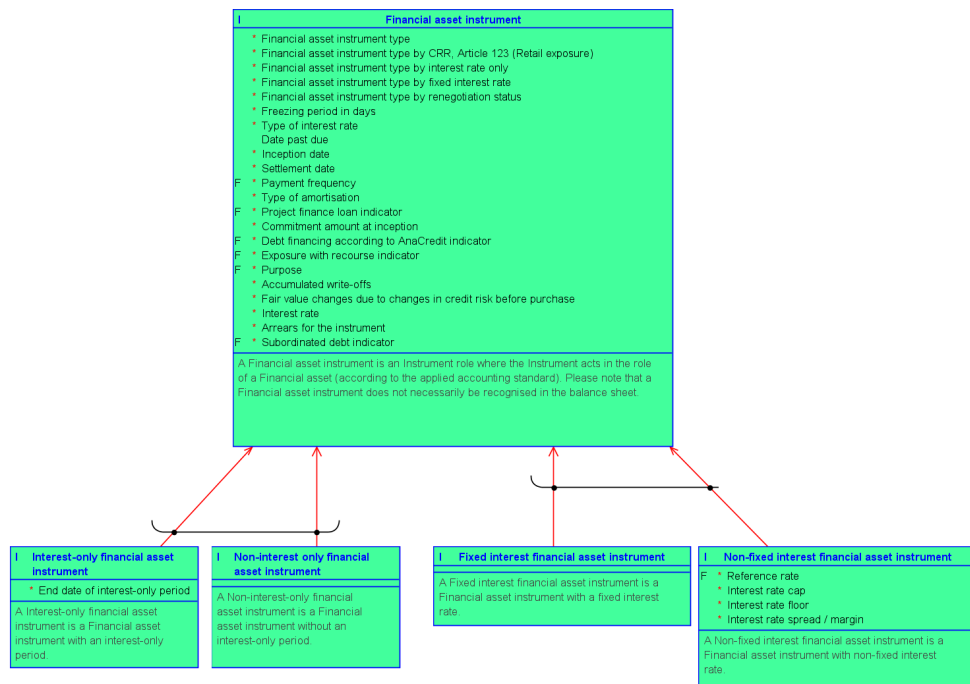 I Financial asset instrument
* Financial asset instrument type
* Financial asset instrument type by CRR, Article 123 (Retail exposure)
* Financial asset instrument type by interest rate only
* Financial asset instrument type by fixed interest rate
* Financial asset instrument type by renegotiation status
* Freezing period in days
* Type of interest rate
Date past due
* Inception date
* Settlement date
F * Payment frequency
* Type of amortisation
F * Project finance loan indicator
* Commitment amount at inception
F * Debt financing according to AnaCredit indicator
F * Exposure with recourse indicator
F * Purpose
* Accumulated write-offs
* Fair value changes due to changes in credit risk before purchase
* Interest rate
* Arrears for the instrument
F * Subordinated debt indicator
A Financial asset instrument is an Instrument role where the Instrument acts in the role
of a Financial asset (according to the applied accounting standard). Please note that a
Financial asset instrument does not necessarily be recognised in the balance sheet.
I Interest-only financial asset
instrument
* End date of interest-only period
A Interest-only financial asset
instrument is a Financial asset
instrument with an interest-only
period.
I Non-interest only financial
asset instrument
A Non-interest-only financial
asset instrument is a Financial
asset instrument without an
interest-only period.
I Fixed interest financial asset instrument
A Fixed interest financial asset instrument is a
Financial asset instrument with a fixed interest
rate.
I Non-fixed interest financial asset instrument
F * Reference rate
* Interest rate cap
* Interest rate floor
* Interest rate spread / margin
A Non-fixed interest financial asset instrument is a
Financial asset instrument with non-fixed interest
rate.